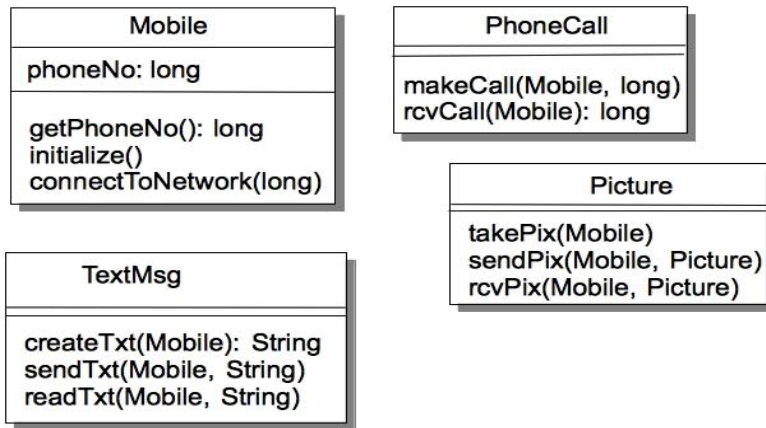 Mobile
phoneNo: long
getPhoneNo(): long
initialize()
connectToNetwork(long)
PhoneCall
makeCall(Mobile, long)
rcvCall(Mobile): long
Picture
takePix(Mobile)
sendPix(Mobile, Picture)
rcvPix(Mobile, Picture)
TextMsg
createTxt(Mobile): String
sendTxt(Mobile, String)
readTxt(Mobile, String)